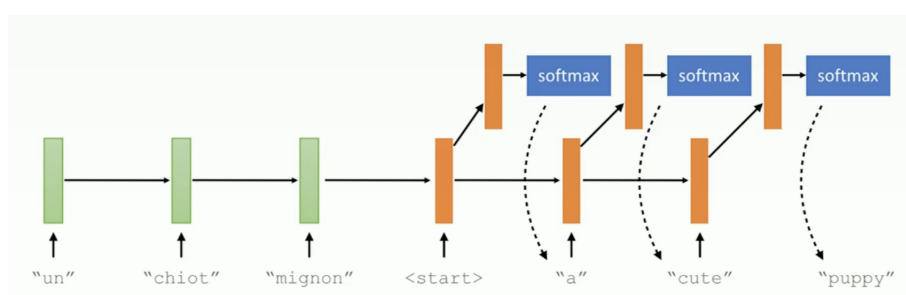 softmax softmax softmax
“un” “chiot” “mignon” <start> “a” “cute” “puppy”